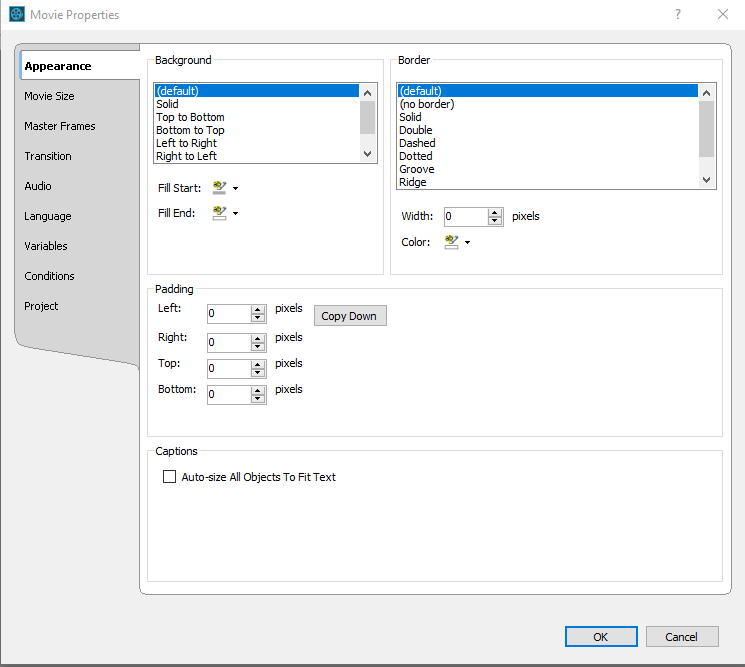 Movie Properties
?
Appearance
Movie Size
Master Frames
Transition
Audio
Language
Variables
Conditions
Project
Background
(default)
Solid
Top to Bottom
Bottom to Top
Left to Right
Right to Left
Fill Start:
Fill End:
Border
(default)
(no border)
Solid
Double
Dashed
Dotted
Groove
Ridge
Width: 0 pixels
Color:
Padding
Left: 0 pixels Copy Down
Right: 0 pixels
Top: 0 pixels
Bottom: 0 pixels
Captions
Auto-size All Objects To Fit Text
OK Cancel